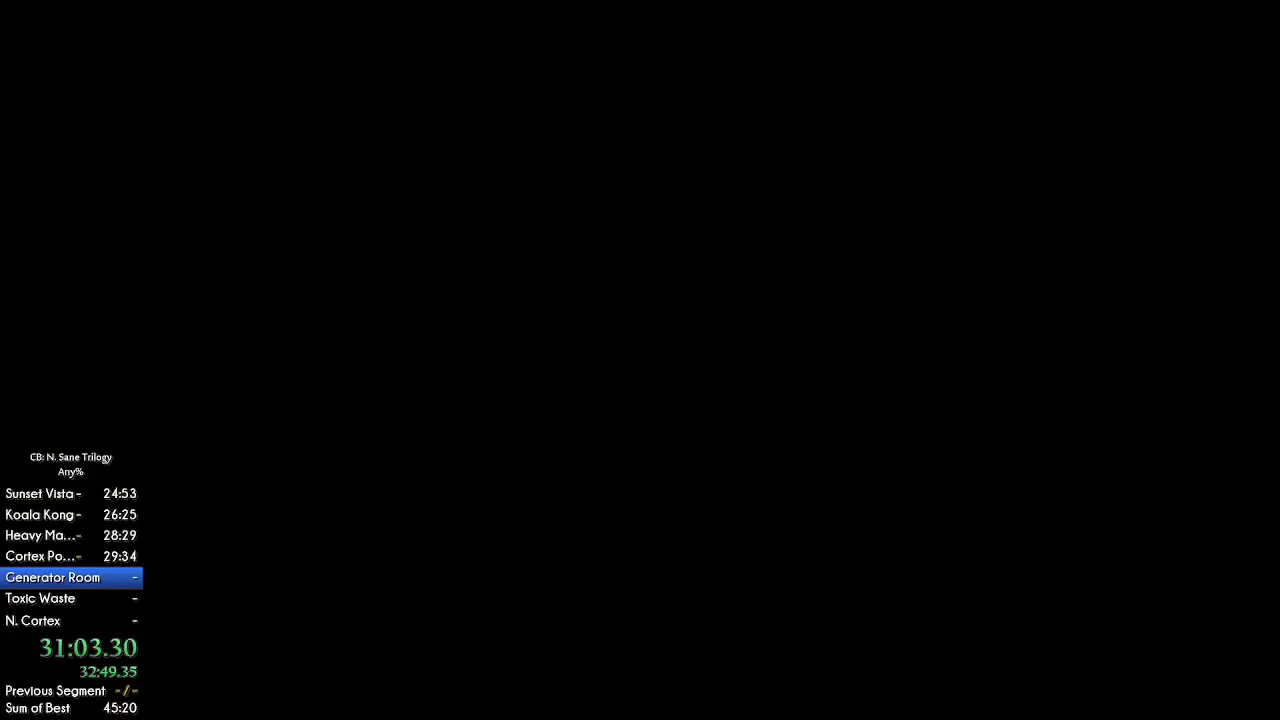 CB: N. Sane Trilogy
Any%
Sunset Vista - 24:53
Koala Kong - 26:25
Heavy Ma...- 28:29
Cortex Po...- 29:34
Generator Room -
Toxic Waste -
N. Cortex -
31:03.30
32:49.35
Previous Segment -/-
Sum of Best 45:20